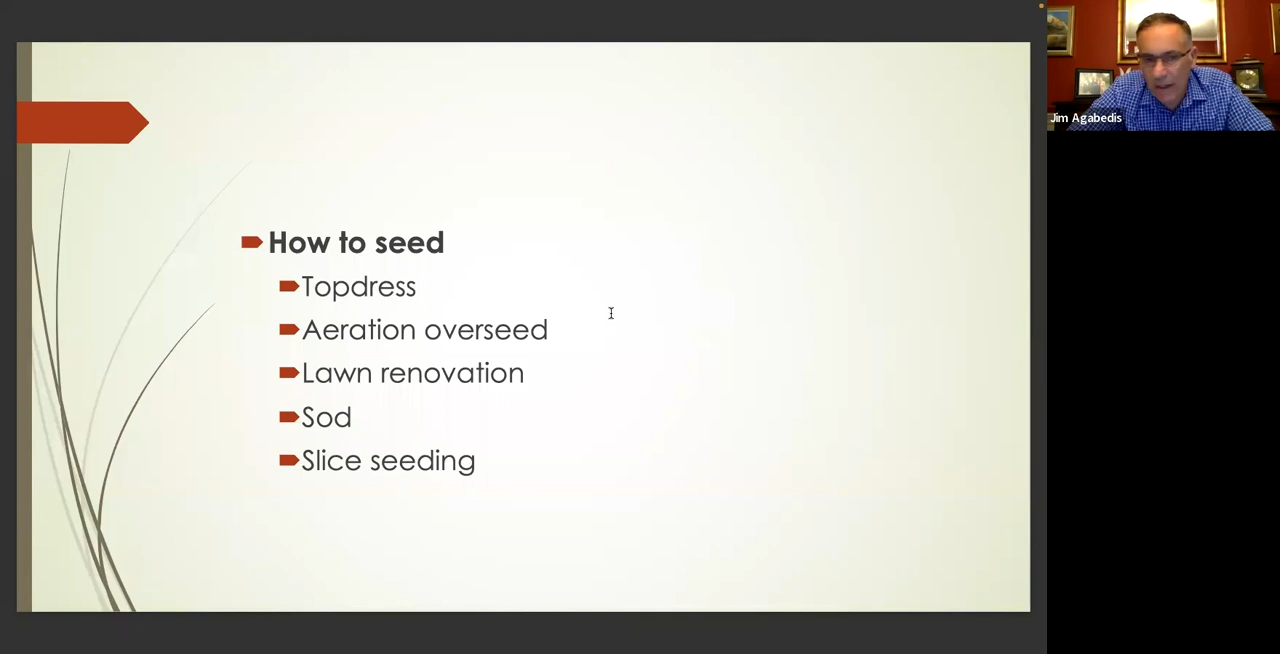 How to seed
Topdress
Aeration overseed
Lawn renovation
Sod
Slice seeding
Jim Agabedis